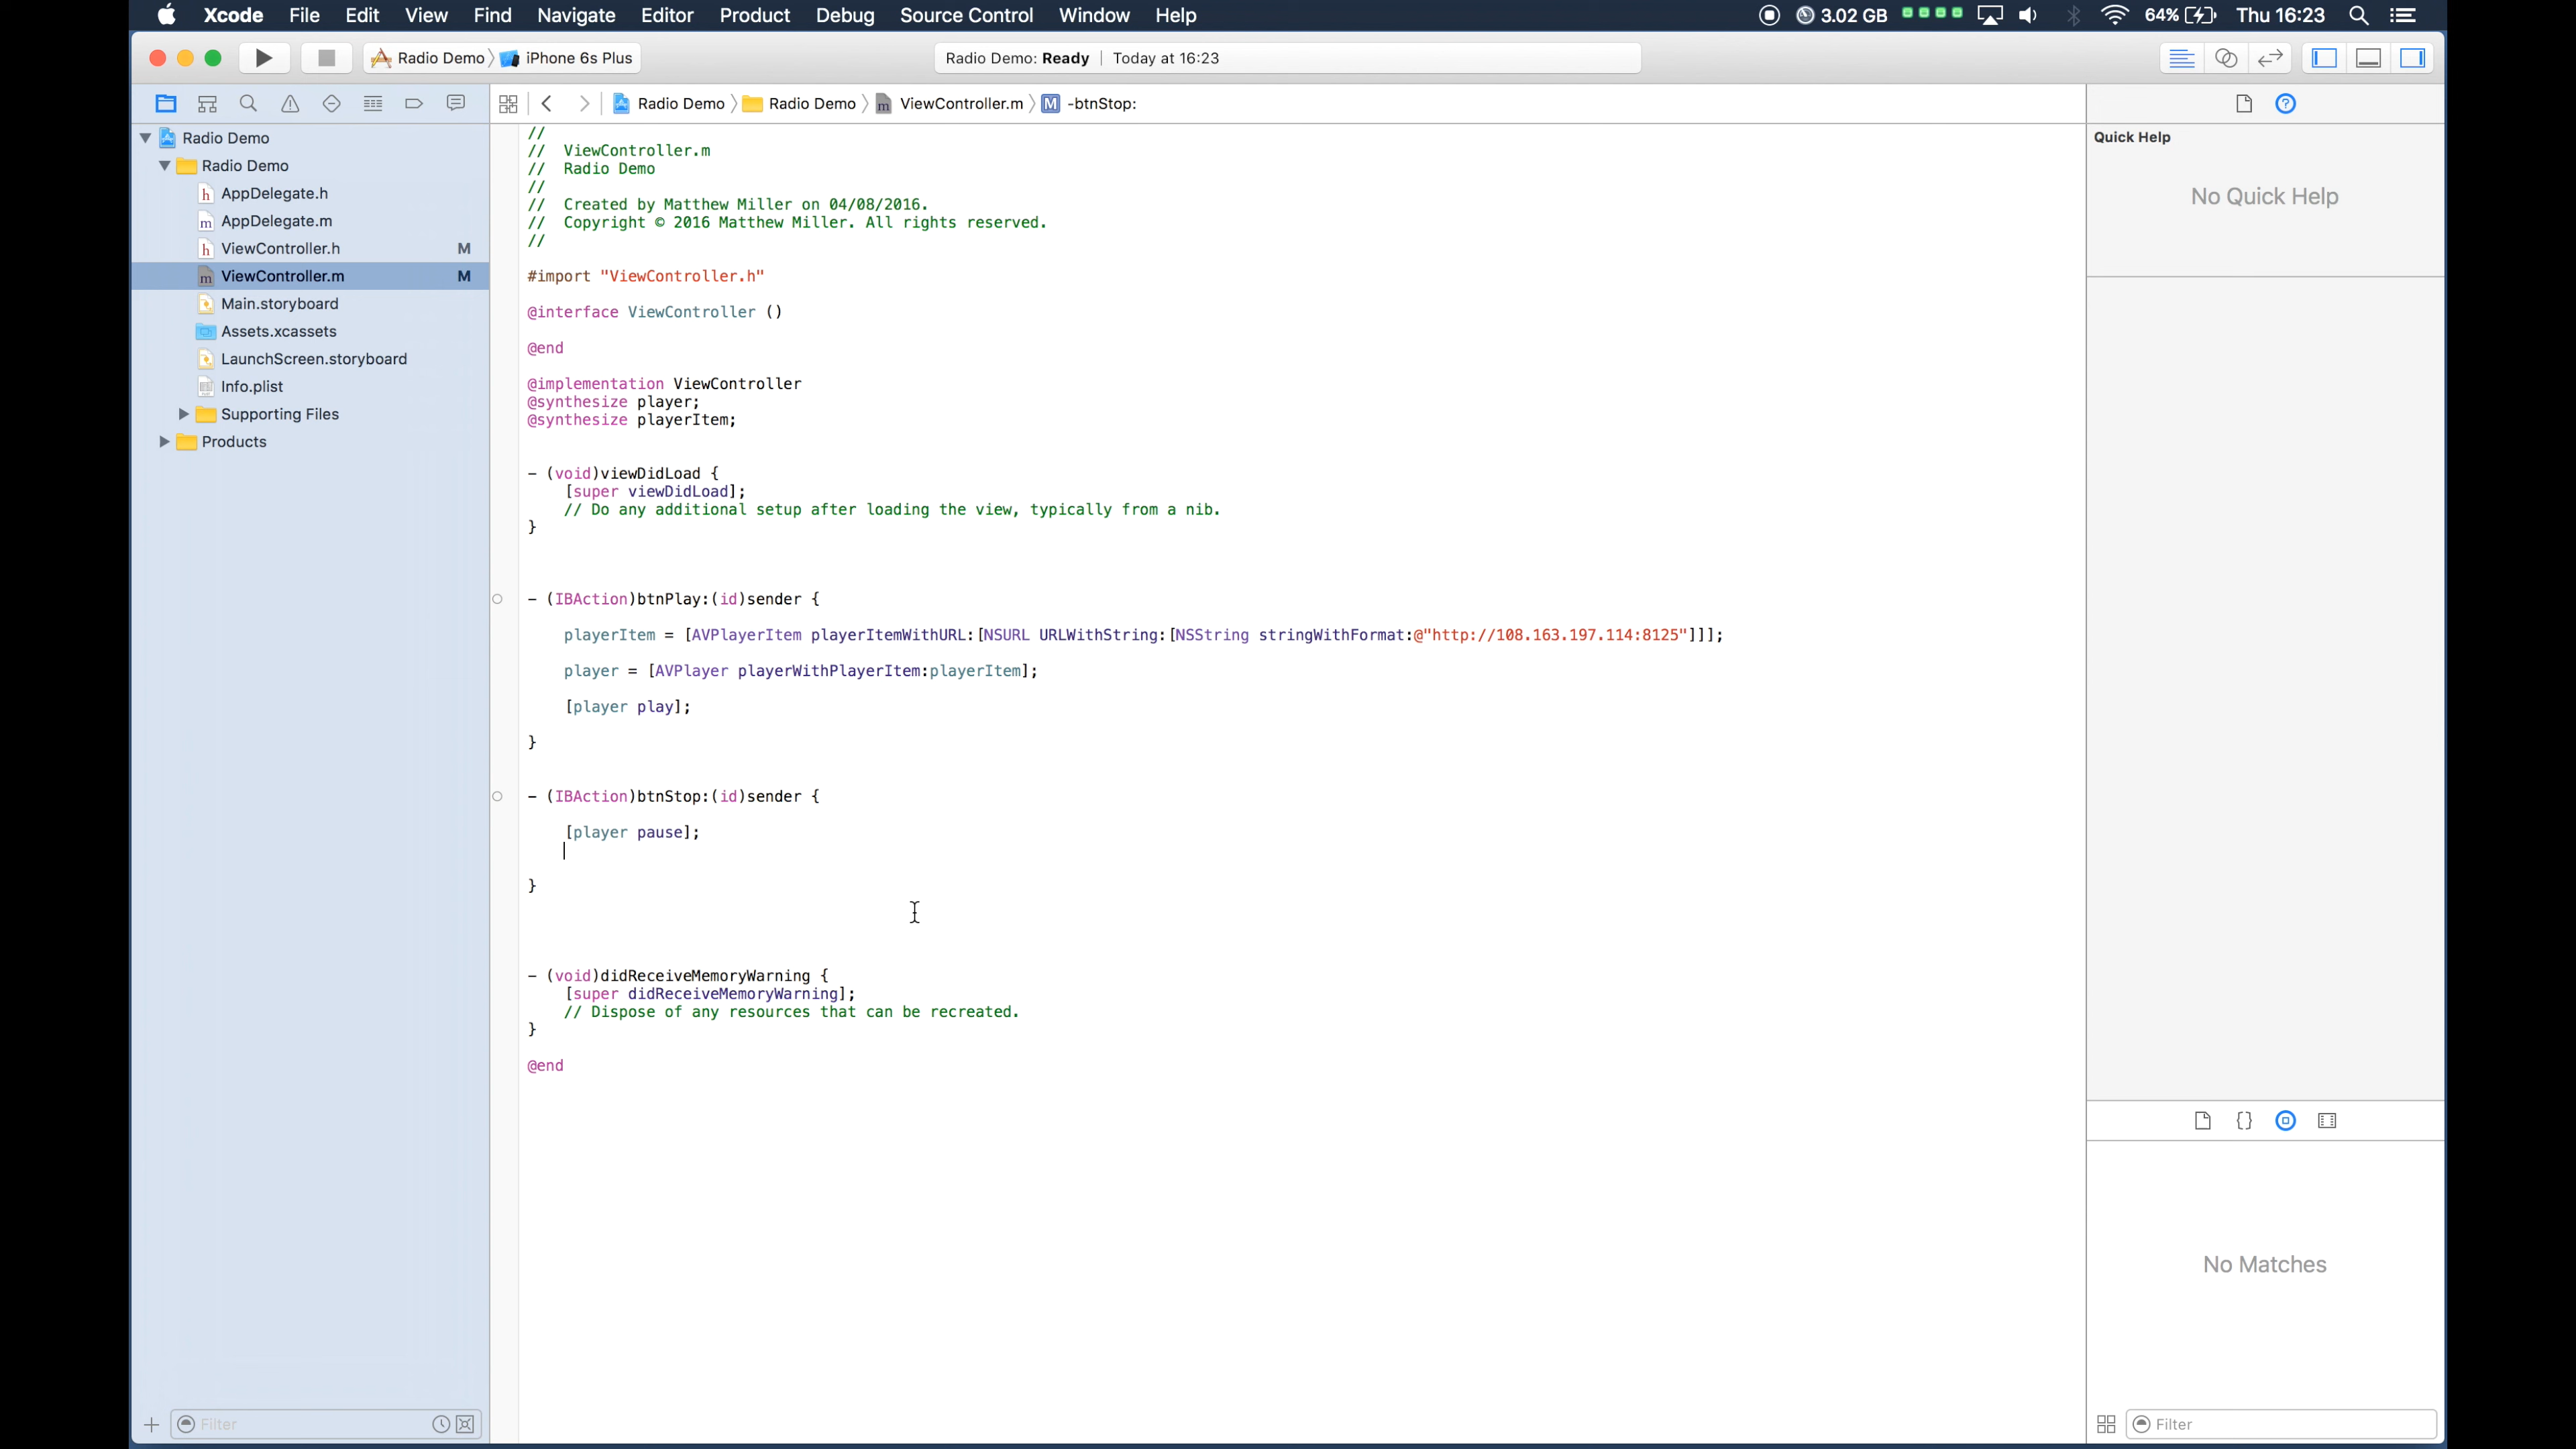 Xcode File Edit View Find Navigate Editor Product Debug Source Control Window Help 3.02 GB 64% Thu 16:23
Radio Demo iPhone 6s Plus Radio Demo: Ready Today at 16:23
Radio Demo Radio Demo m ViewController.m M -btnStop:
Radio Demo
Radio Demo
h AppDelegate.h
m AppDelegate.m
h ViewController.h M
m ViewController.m M
Main.storyboard
Assets.xcassets
LaunchScreen.storyboard
Info.plist
Supporting Files
Products
Filter
//
// ViewController.m
// Radio Demo
//
// Created by Matthew Miller on 04/08/2016.
// Copyright © 2016 Matthew Miller. All rights reserved.
//
#import "ViewController.h"
@interface ViewController ()
@end
@implementation ViewController
@synthesize player;
@synthesize playerItem;
- (void)viewDidLoad {
[super viewDidLoad];
// Do any additional setup after loading the view, typically from a nib.
}
- (IBAction)btnPlay:(id)sender {
playerItem = [AVPlayerItem playerItemWithURL:[NSURL URLWithString:[NSString stringWithFormat:@"http://108.163.197.114:8125"]]];
player = [AVPlayer playerWithPlayerItem:playerItem];
[player play];
}
- (IBAction)btnStop:(id)sender {
[player pause];
}
- (void)didReceiveMemoryWarning {
[super didReceiveMemoryWarning];
// Dispose of any resources that can be recreated.
}
@end
Quick Help
No Quick Help
{}
No Matches
Filter